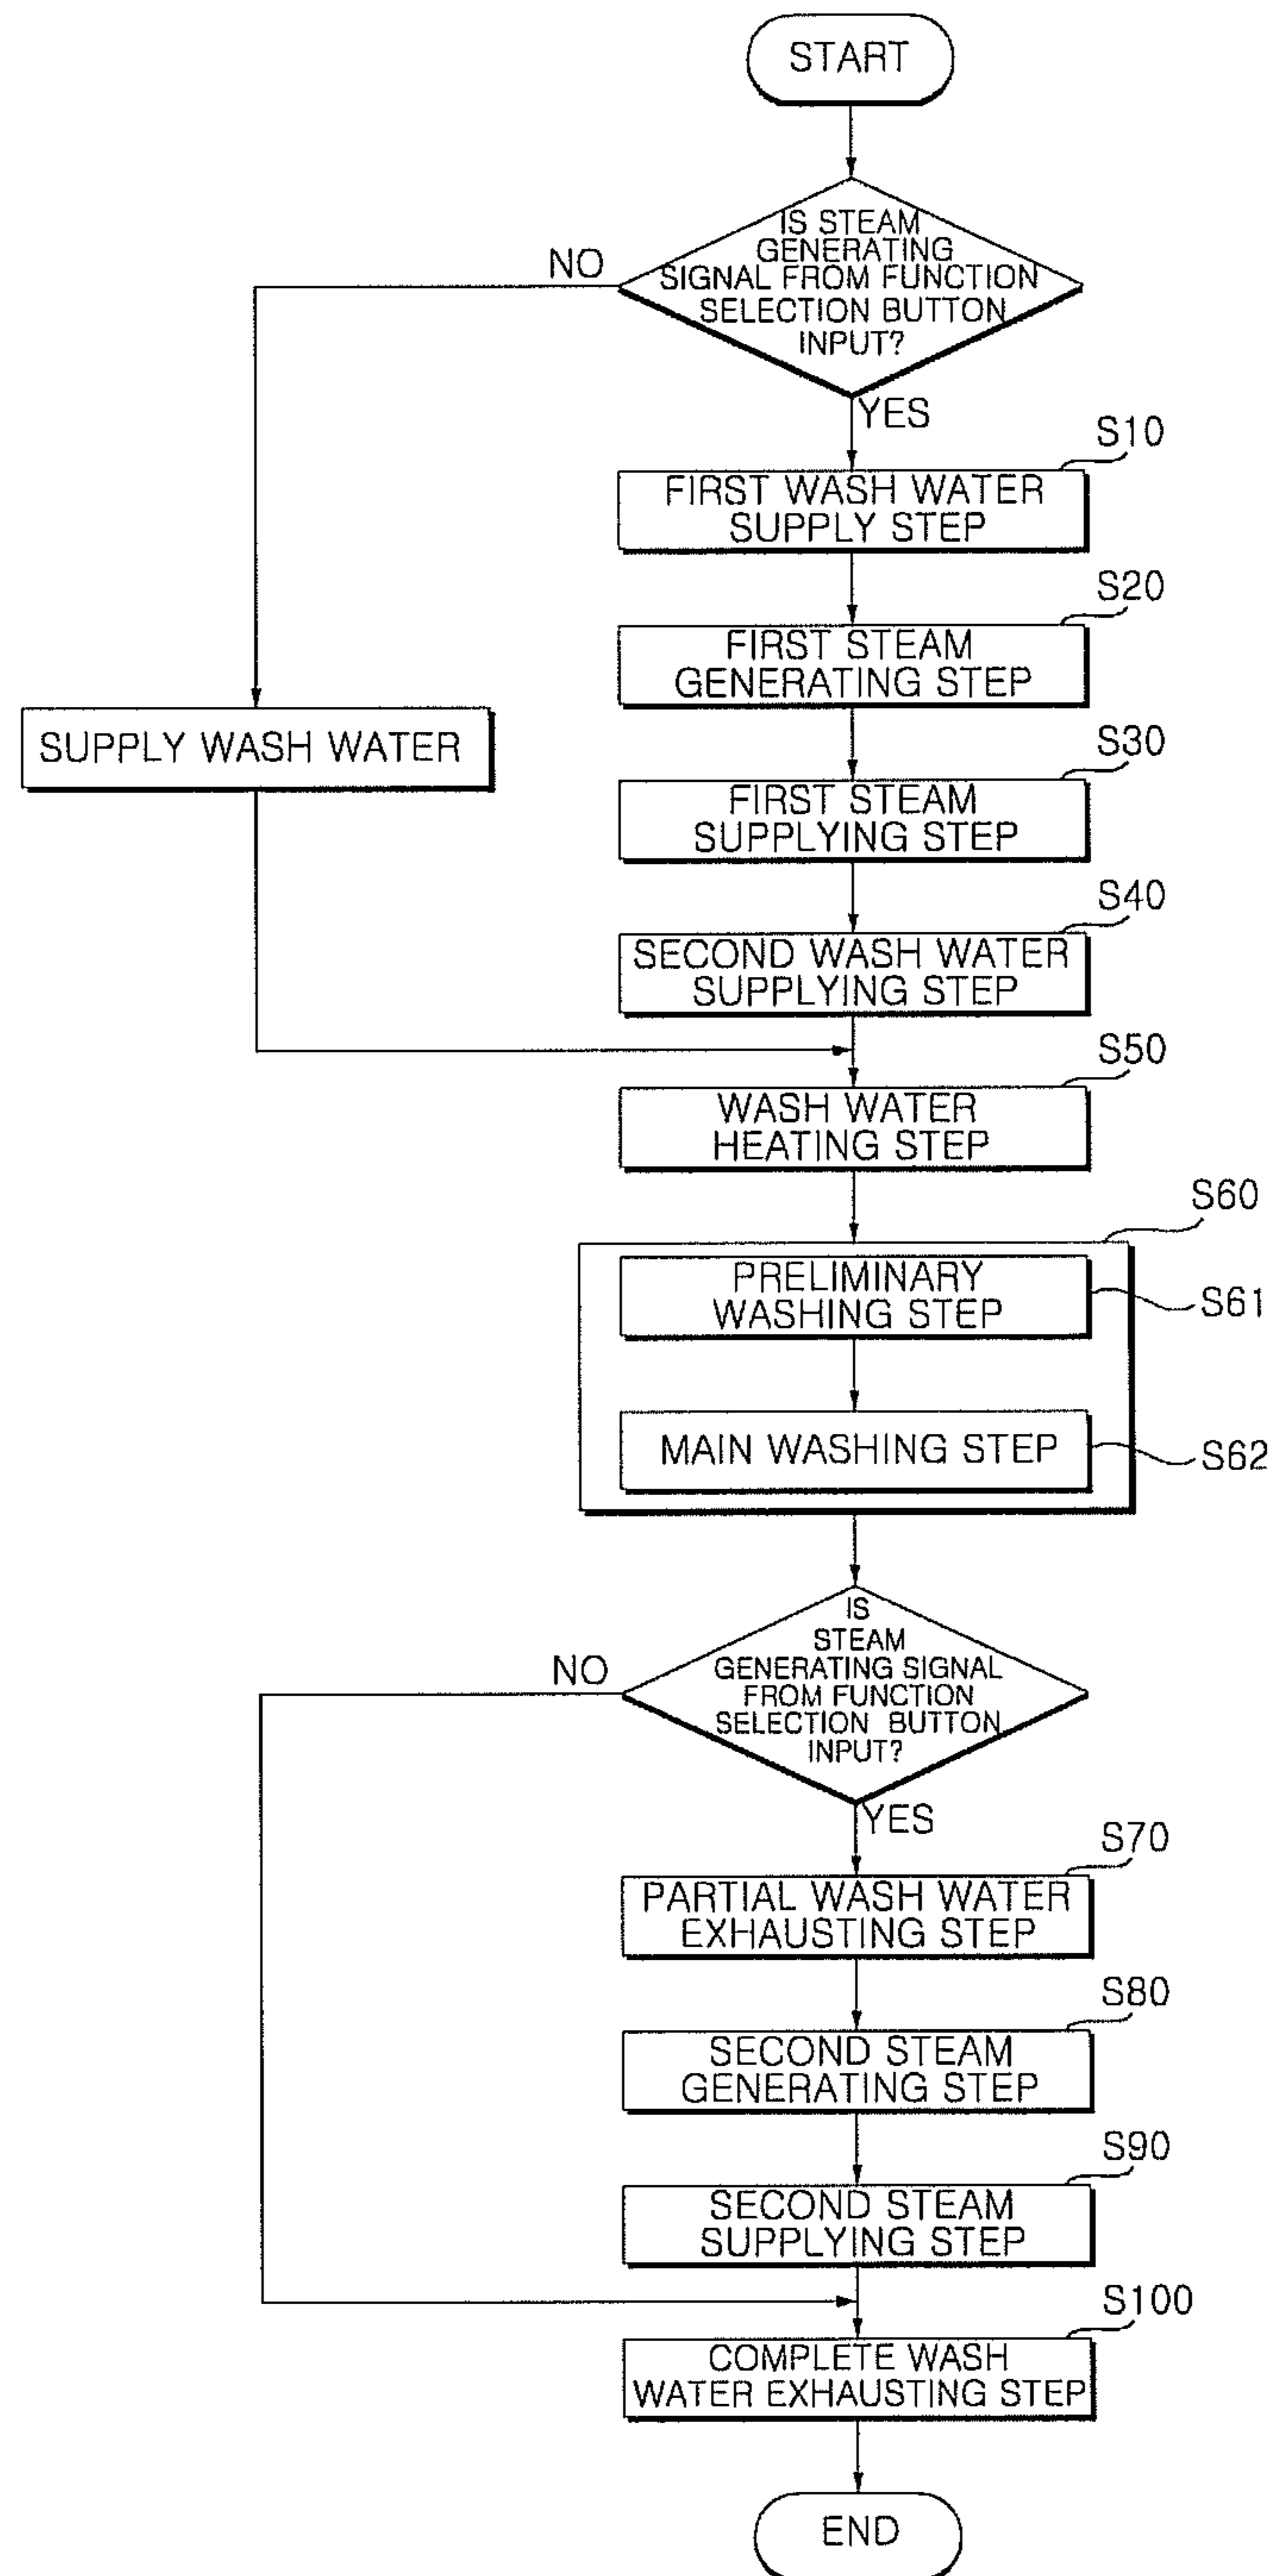 START
IS STEAM
GENERATING
SIGNAL FROM FUNCTION
SELECTION BUTTON
INPUT?
NO
YES
S10
FIRST WASH WATER
SUPPLY STEP
S20
FIRST STEAM
GENERATING STEP
SUPPLY WASH WATER
S30
FIRST STEAM
SUPPLYING STEP
S40
SECOND WASH WATER
SUPPLYING STEP
S50
WASH WATER
HEATING STEP
S60
PRELIMINARY
WASHING STEP
S61
MAIN WASHING STEP
S62
IS
STEAM
GENERATING SIGNAL
FROM FUNCTION
SELECTION BUTTON
INPUT?
NO
YES
S70
PARTIAL WASH WATER
EXHAUSTING STEP
S80
SECOND STEAM
GENERATING STEP
S90
SECOND STEAM
SUPPLYING STEP
S100
COMPLETE WASH
WATER EXHAUSTING STEP
END